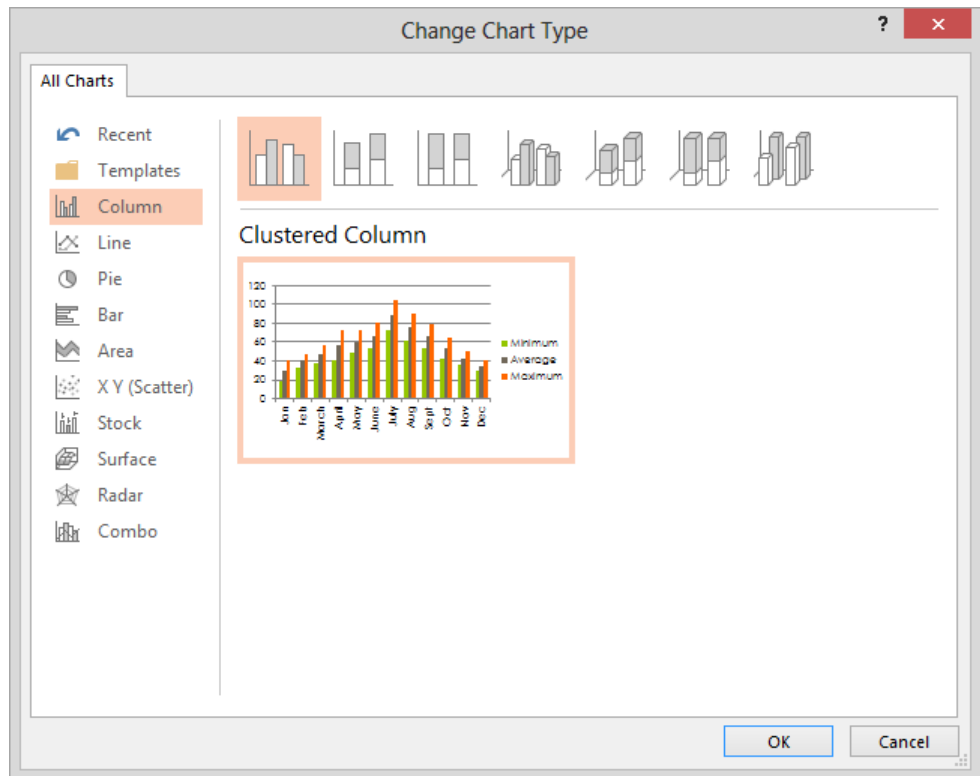 Change Chart Type
?
All Charts
Recent
Templates
Column
Line
Pie
Bar
Area
X Y (Scatter)
Stock
Surface
Radar
Combo
Clustered Column
120
100
80
60
40
20
0
Jan
Feb
March
April
May
June
July
Aug
Sept
Oct
Nov
Dec
Minimum
Average
Maximum
OK
Cancel